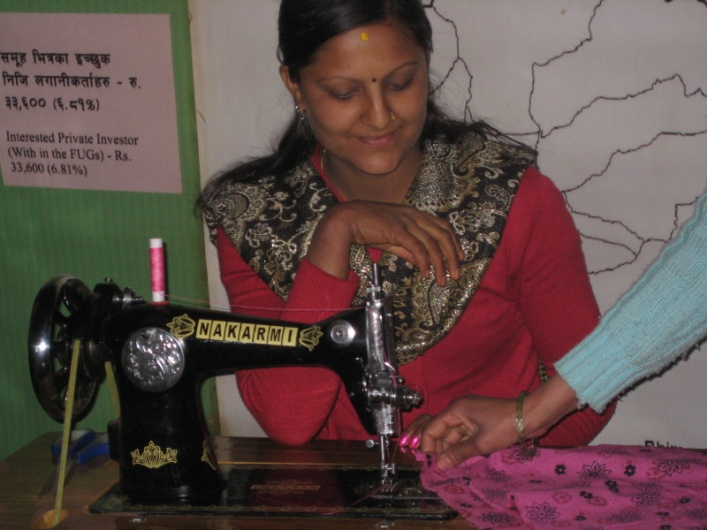 समूह भित्रका इच्छुक
निजि लगानीकर्ताहरु - रु.
३३,६०० (६.८१%)
Interested Private Investor
(With in the FUGs) - Rs.
33,600 (6.81%)
NAKARMI